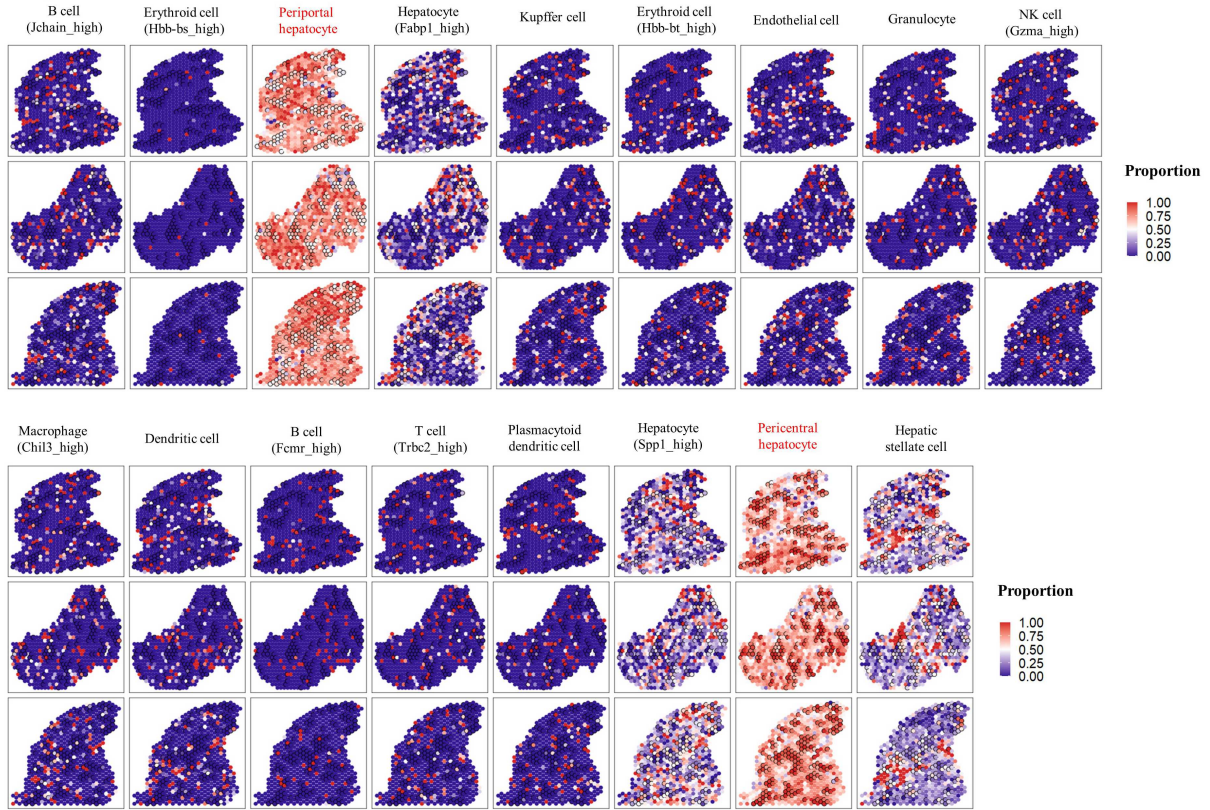 B cell
(Jchain_high)
Erythroid cell
(Hbb-bs_high)
Periportal
hepatocyte
Hepatocyte
(Fabp1_high)
Kupffer cell
Erythroid cell
(Hbb-bt_high)
Endothelial cell
Granulocyte
NK cell
(Gzma_high)
Proportion
1.00
0.75
0.50
0.25
0.00
Macrophage
(Chil3_high)
Dendritic cell
B cell
(Fcmr_high)
T cell
(Trbc2_high)
Plasmacytoid
dendritic cell
Hepatocyte
(Spp1_high)
Pericentral
hepatocyte
Hepatic
stellate cell
Proportion
1.00
0.75
0.50
0.25
0.00